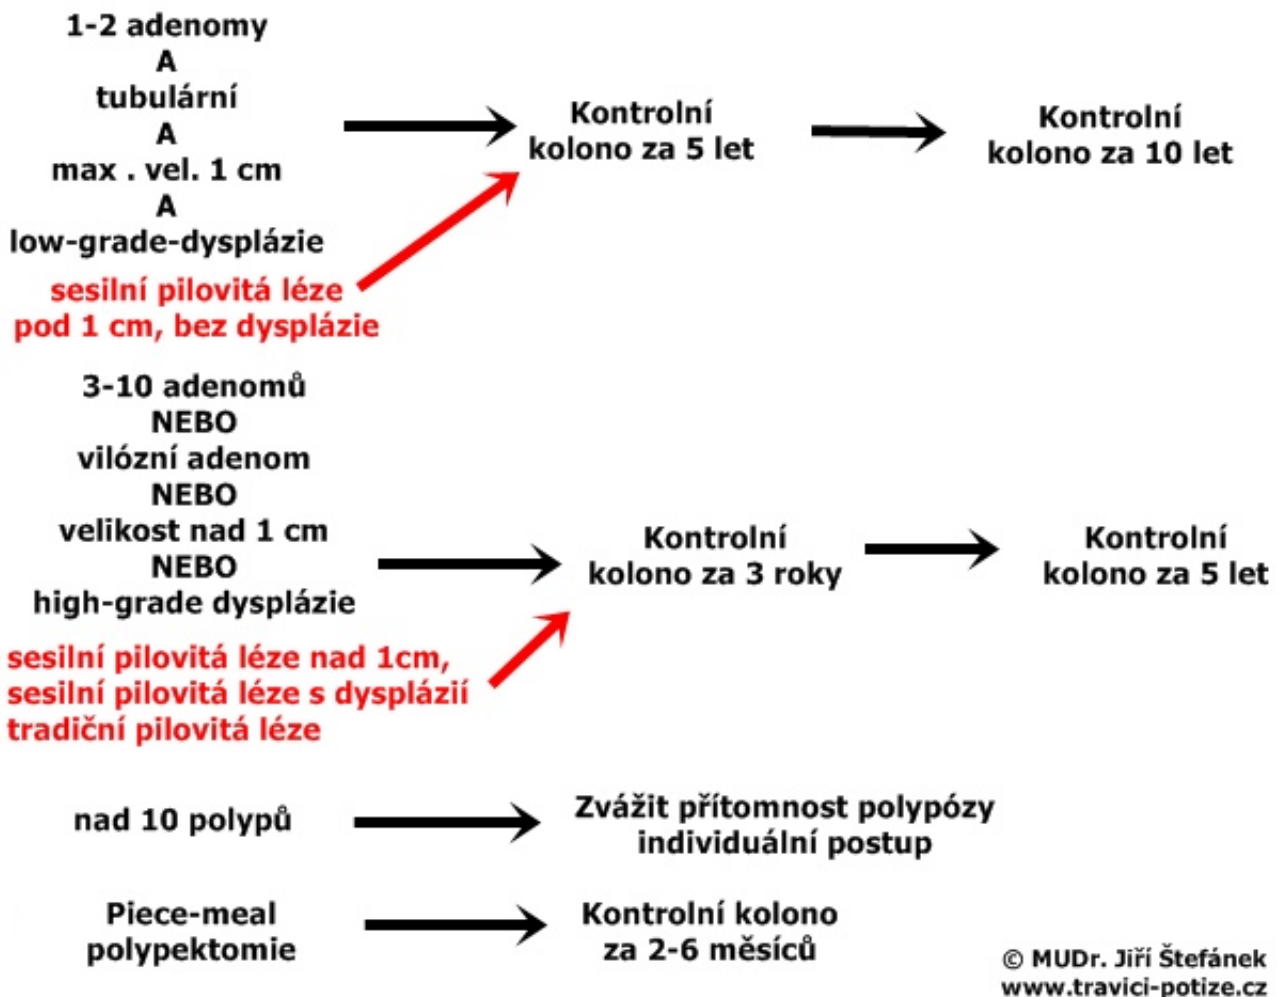 1-2 adenomy
A
tubulární
A
max . vel. 1 cm
A
low-grade-dysplázie
sesilní pilovitá léze
pod 1 cm, bez dysplázie
Kontrolní
kolono za 5 let
Kontrolní
kolono za 10 let
3-10 adenomů
NEBO
vilózní adenom
NEBO
velikost nad 1 cm
NEBO
high-grade dysplázie
sesilní pilovitá léze nad 1cm,
sesilní pilovitá léze s dysplázií
tradiční pilovitá léze
Kontrolní
kolono za 3 roky
Kontrolní
kolono za 5 let
nad 10 polypů
Zvážit přítomnost polypózy
individuální postup
Piece-meal
polypektomie
Kontrolní kolono
za 2-6 měsíců
© MUDr. Jiří Štefánek
www.travici-potize.cz